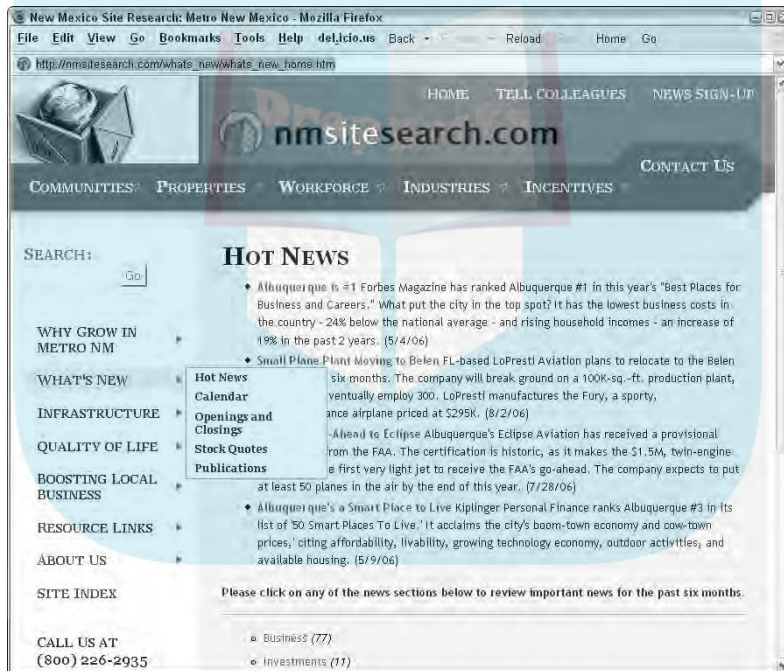 New Mexico Site Research: Metro New Mexico - Mozilla Firefox
File Edit View Go Bookmarks Tools Help del.icio.us Back Reload Home Go
http://nmsitesearch.com/whats_new/whats_new_home.htm
HOME TELL COLLEAGUES NEWS SIGN-UP
nmsitesearch.com
CONTACT US
COMMUNITIES PROPERTIES WORKFORCE INDUSTRIES INCENTIVES
SEARCH:
Go
WHY GROW IN
METRO NM
WHAT'S NEW
INFRASTRUCTURE
QUALITY OF LIFE
BOOSTING LOCAL
BUSINESS
RESOURCE LINKS
ABOUT US
SITE INDEX
CALL US AT
(800) 226-2935
Hot News
Calendar
Openings and
Closings
Stock Quotes
Publications
HOT NEWS
Albuquerque is #1 Forbes Magazine has ranked Albuquerque #1 in this year's "Best Places for
Business and Careers." What put the city in the top spot? It has the lowest business costs in
the country - 24% below the national average - and rising household incomes - an increase of
19% in the past 2 years. (5/4/06)
Small Plane Plant Moving to Belen FL-based LoPresti Aviation plans to relocate to the Belen
six months. The company will break ground on a 100K-sq.-ft. production plant,
ventually employ 300. LoPresti manufactures the Fury, a sporty,
ance airplane priced at $295K. (8/2/06)
-Ahead to Eclipse Albuquerque's Eclipse Aviation has received a provisional
rom the FAA. The certification is historic, as it makes the $1.5M, twin-engine
e first very light jet to receive the FAA's go-ahead. The company expects to put
at least 50 planes in the air by the end of this year. (7/28/06)
Albuquerque's a Smart Place to Live Kiplinger Personal Finance ranks Albuquerque #3 in its
list of '50 Smart Places To Live.' It acclaims the city's boom-town economy and cow-town
prices,' citing affordability, livability, growing technology economy, outdoor activities, and
available housing. (5/9/06)
Please click on any of the news sections below to review important news for the past six months.
Business (77)
Investments (11)